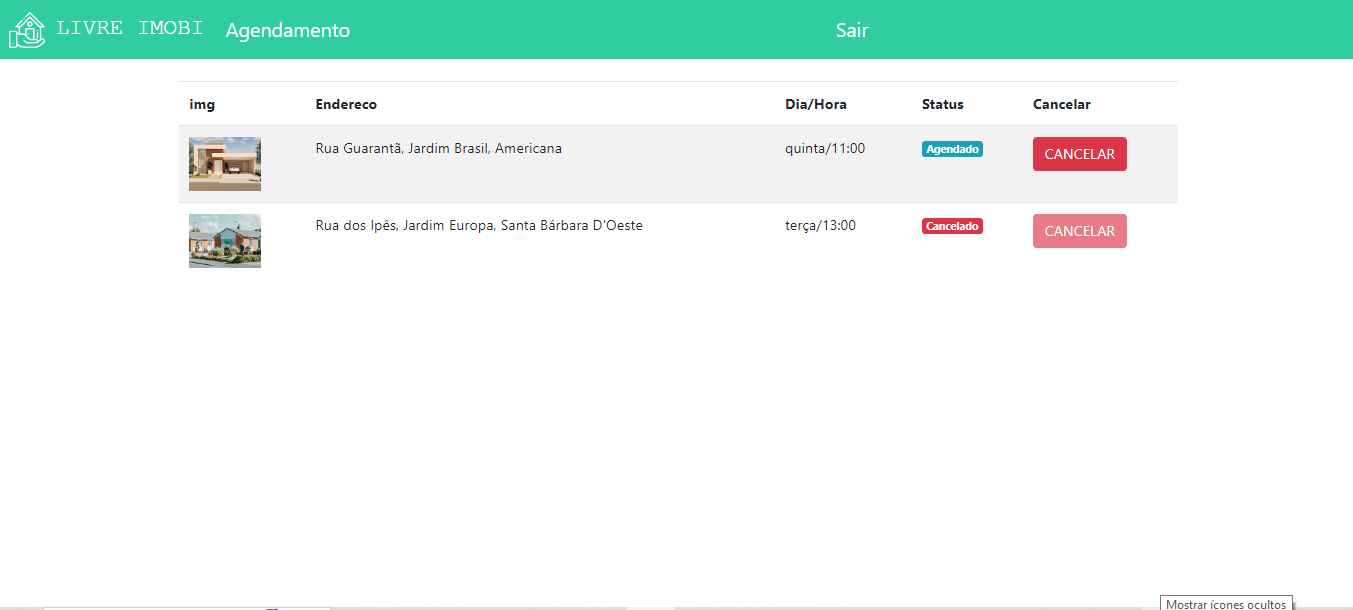 LIVRE IMOBI Agendamento Sair
img Endereco Dia/Hora Status Cancelar
Rua Guarantã, Jardim Brasil, Americana quinta/11:00 Agendado CANCELAR
Rua dos Ipês, Jardim Europa, Santa Bárbara D'Oeste terça/13:00 Cancelado CANCELAR
Mostrar ícones ocultos